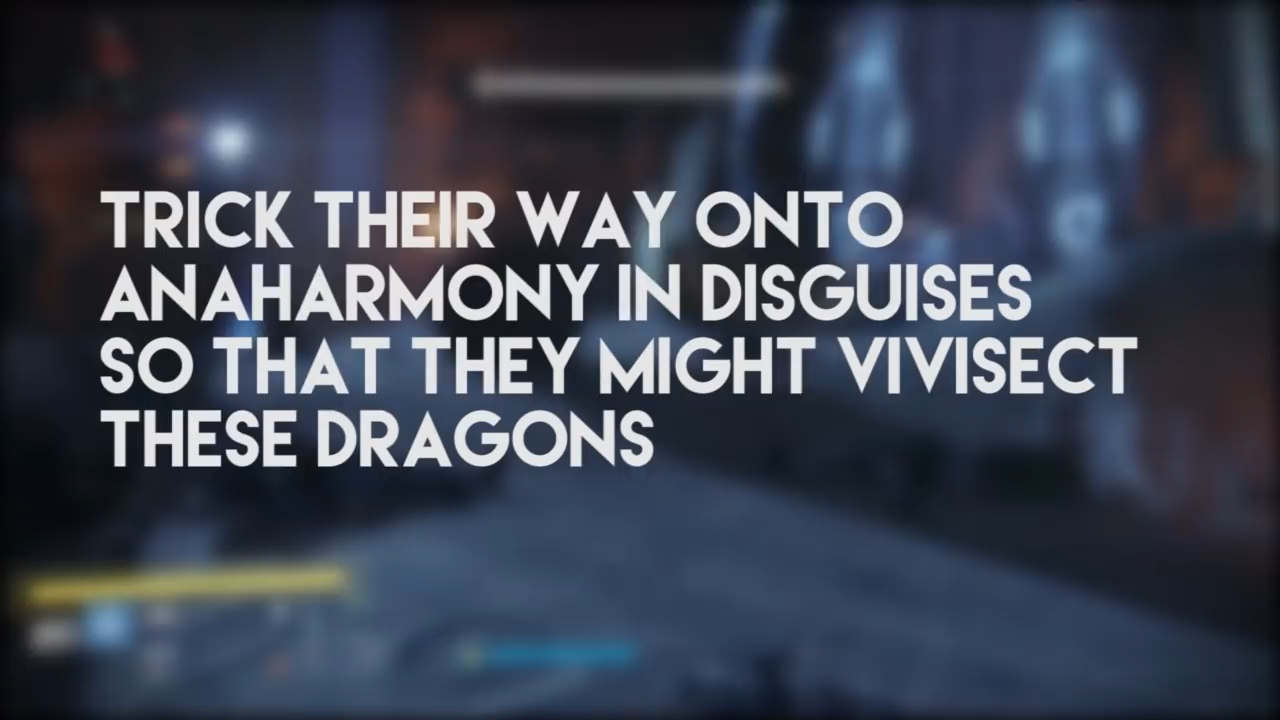 TRICK THEIR WAY ONTO
ANAHARMONY IN DISGUISES
SO THAT THEY MIGHT VIVISECT
THESE DRAGONS